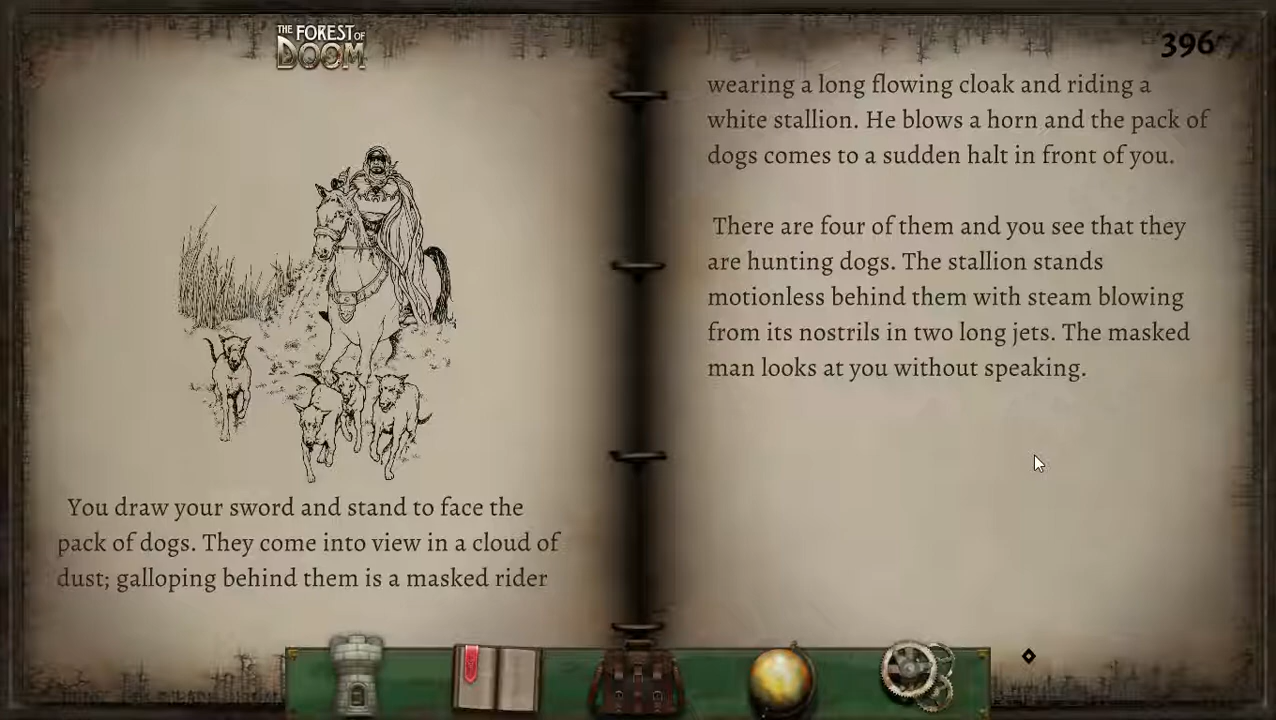 THE FOREST OF
DOOM
You draw your sword and stand to face the
pack of dogs. They come into view in a cloud of
dust; galloping behind them is a masked rider
396
wearing a long flowing cloak and riding a
white stallion. He blows a horn and the pack of
dogs comes to a sudden halt in front of you.
There are four of them and you see that they
are hunting dogs. The stallion stands
motionless behind them with steam blowing
from its nostrils in two long jets. The masked
man looks at you without speaking.